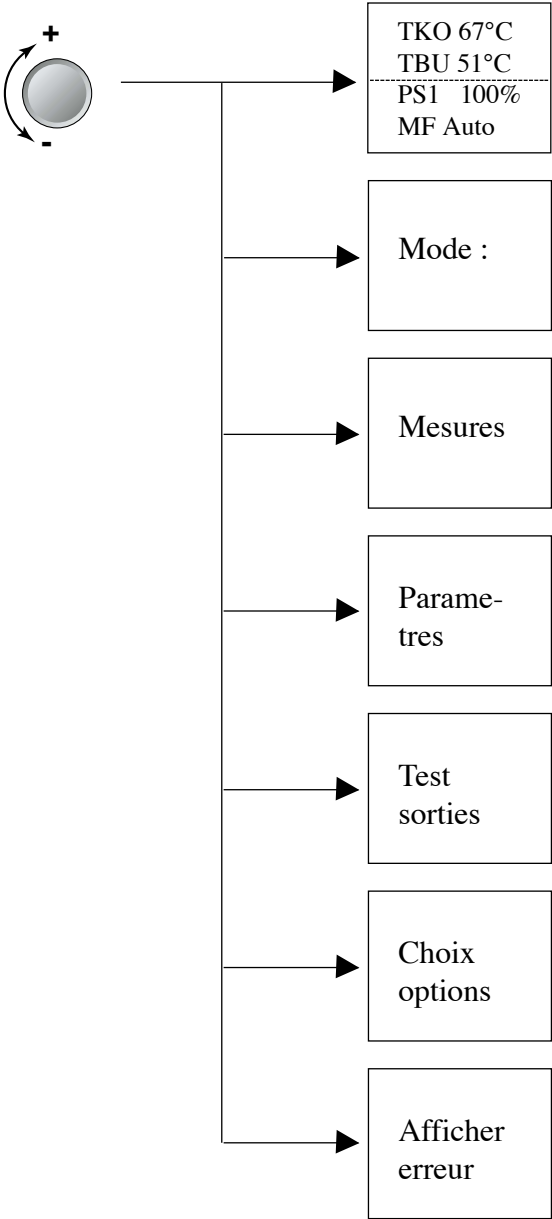 +
-
TKO 67°C
TBU 51°C
PS1 100%
MF Auto
Mode :
Mesures
Parame-
tres
Test
sorties
Choix
options
Afficher
erreur